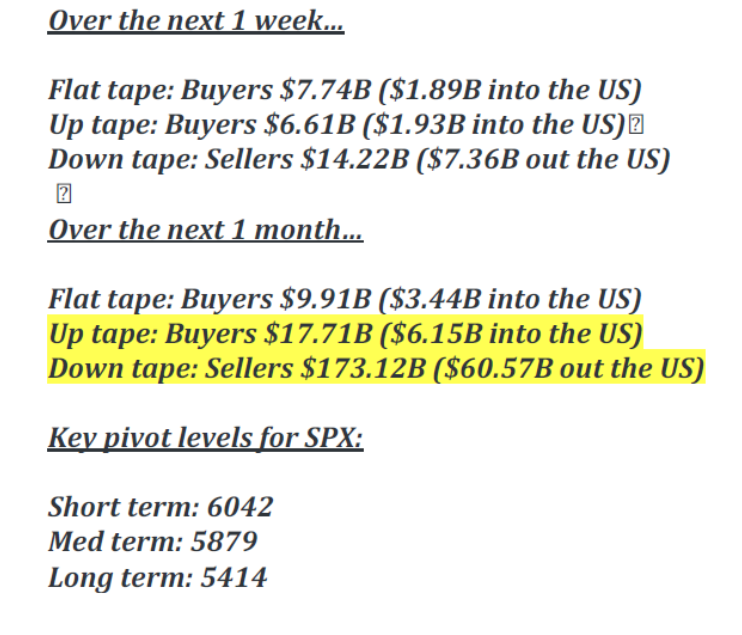 Over the next 1 week...
Flat tape: Buyers $7.74B ($1.89B into the US)
Up tape: Buyers $6.61B ($1.93B into the US)⍰
Down tape: Sellers $14.22B ($7.36B out the US)
⍰
Over the next 1 month...
Flat tape: Buyers $9.91B ($3.44B into the US)
Up tape: Buyers $17.71B ($6.15B into the US)
Down tape: Sellers $173.12B ($60.57B out the US)
Key pivot levels for SPX:
Short term: 6042
Med term: 5879
Long term: 5414